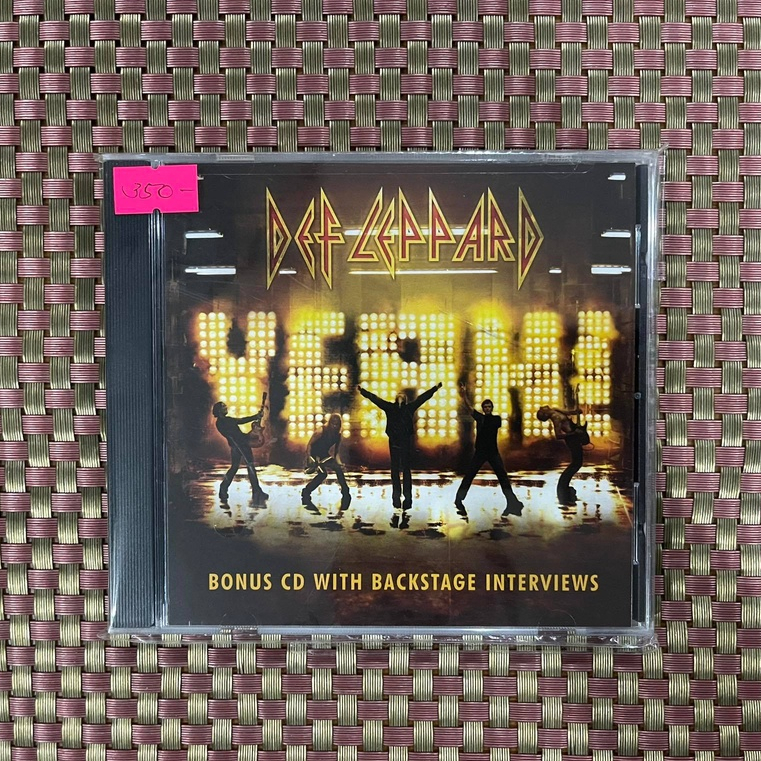 350-
DEF LEPPARD
YEAH!
BONUS CD WITH BACKSTAGE INTERVIEWS